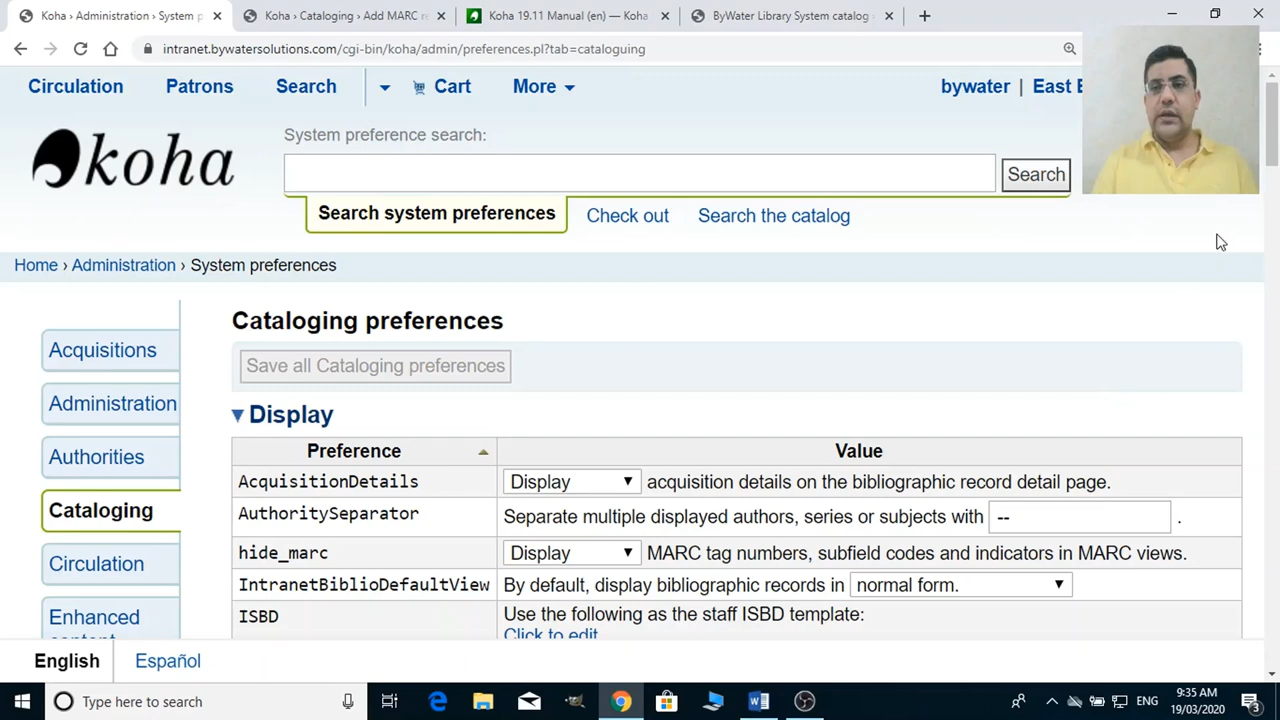 Koha › Administration › System p
Koha › Cataloging › Add MARC re
Koha 19.11 Manual (en) — Koha
ByWater Library System catalog ›
intranet.bywatersolutions.com/cgi-bin/koha/admin/preferences.pl?tab=cataloguing
Circulation Patrons Search Cart More bywater | East
koha
System preference search:
Search
Search system preferences Check out Search the catalog
Home › Administration › System preferences
Acquisitions
Administration
Authorities
Cataloging
Circulation
Enhanced
content
Cataloging preferences
Save all Cataloging preferences
Display
Preference Value
AcquisitionDetails Display acquisition details on the bibliographic record detail page.
AuthoritySeparator Separate multiple displayed authors, series or subjects with -- .
hide_marc Display MARC tag numbers, subfield codes and indicators in MARC views.
IntranetBiblioDefaultView By default, display bibliographic records in normal form.
ISBD Use the following as the staff ISBD template:
Click to edit
English Español
Type here to search
ENG
9:35 AM
19/03/2020
3